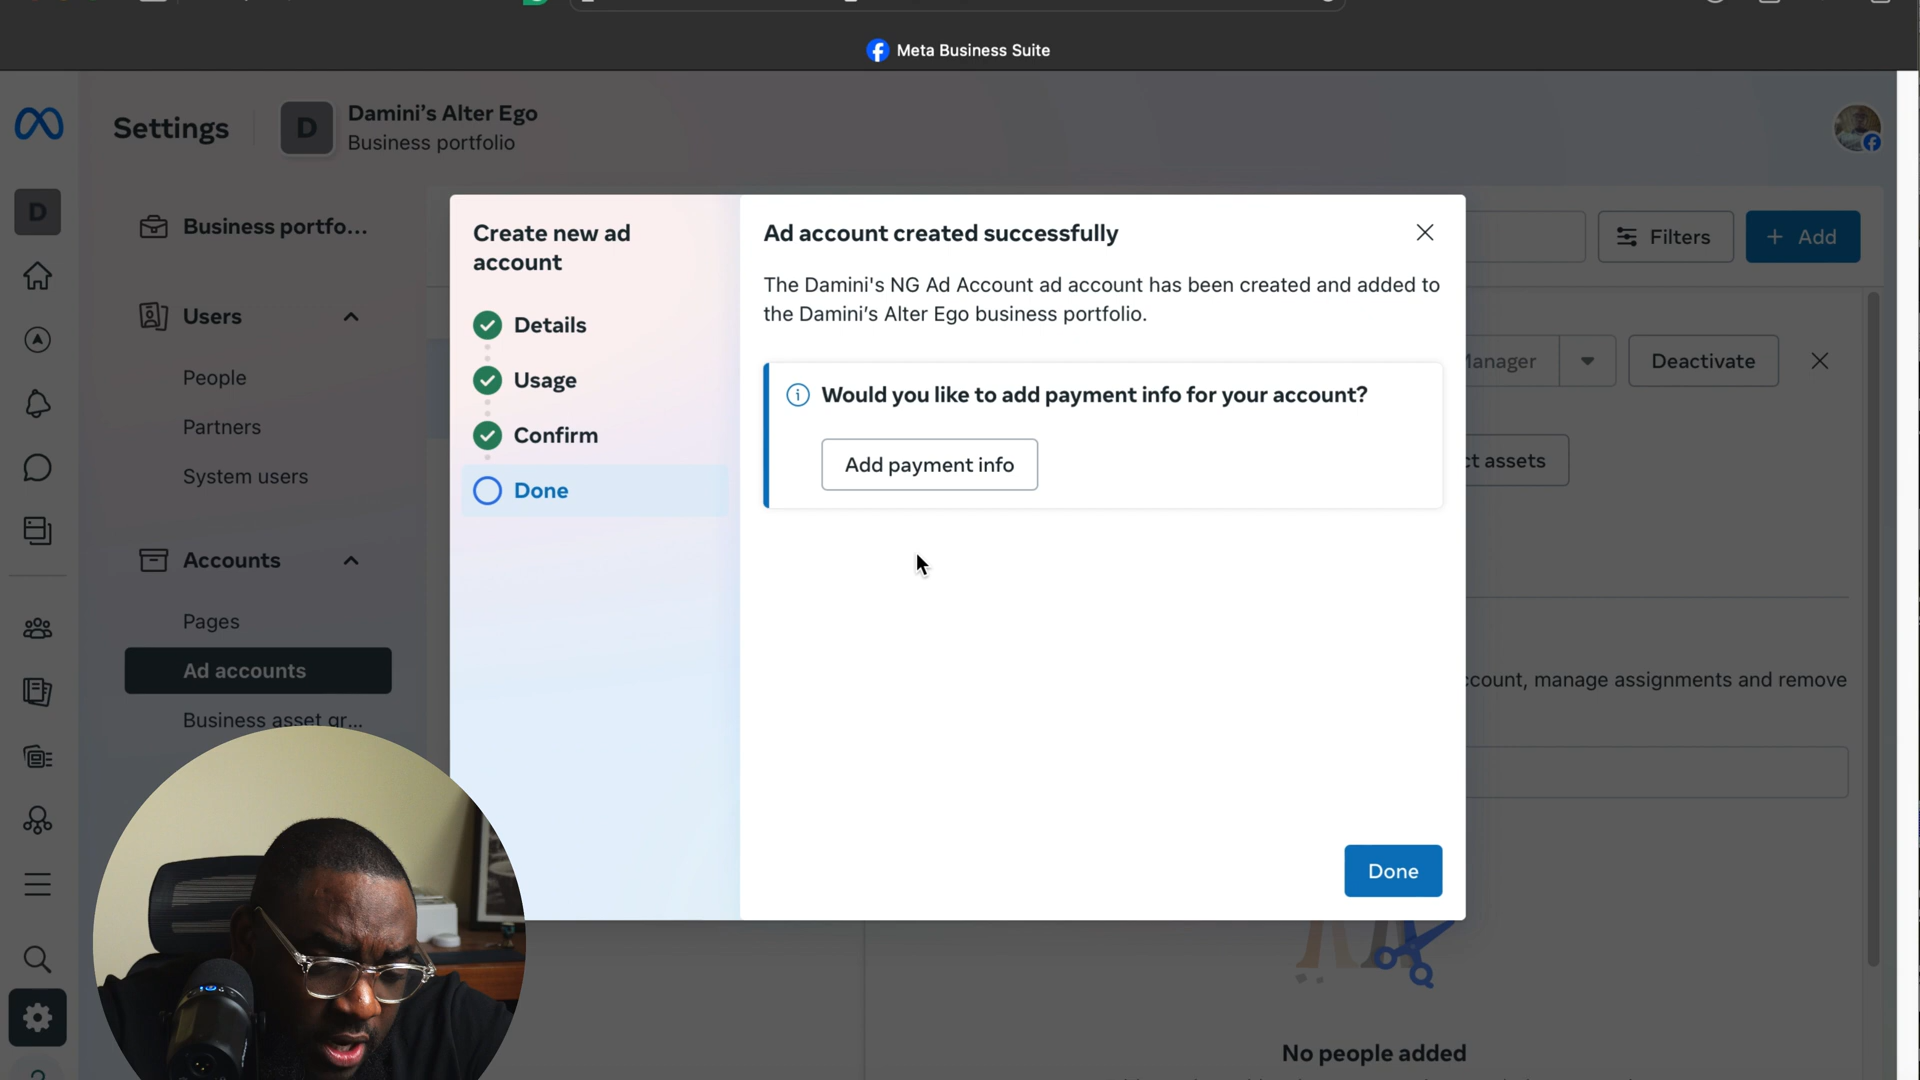 Meta Business Suite
Settings
D
Damini’s Alter Ego
Business portfolio
D
Business portfo...
Users
People
Partners
System users
Accounts
Pages
Ad accounts
Business asset gr...
Create new ad
account
Details
Usage
Confirm
Done
Ad account created successfully
The Damini's NG Ad Account ad account has been created and added to
the Damini’s Alter Ego business portfolio.
Would you like to add payment info for your account?
Add payment info
Done
Filters
+ Add
Manager
Deactivate
ct assets
ccount, manage assignments and remove
No people added